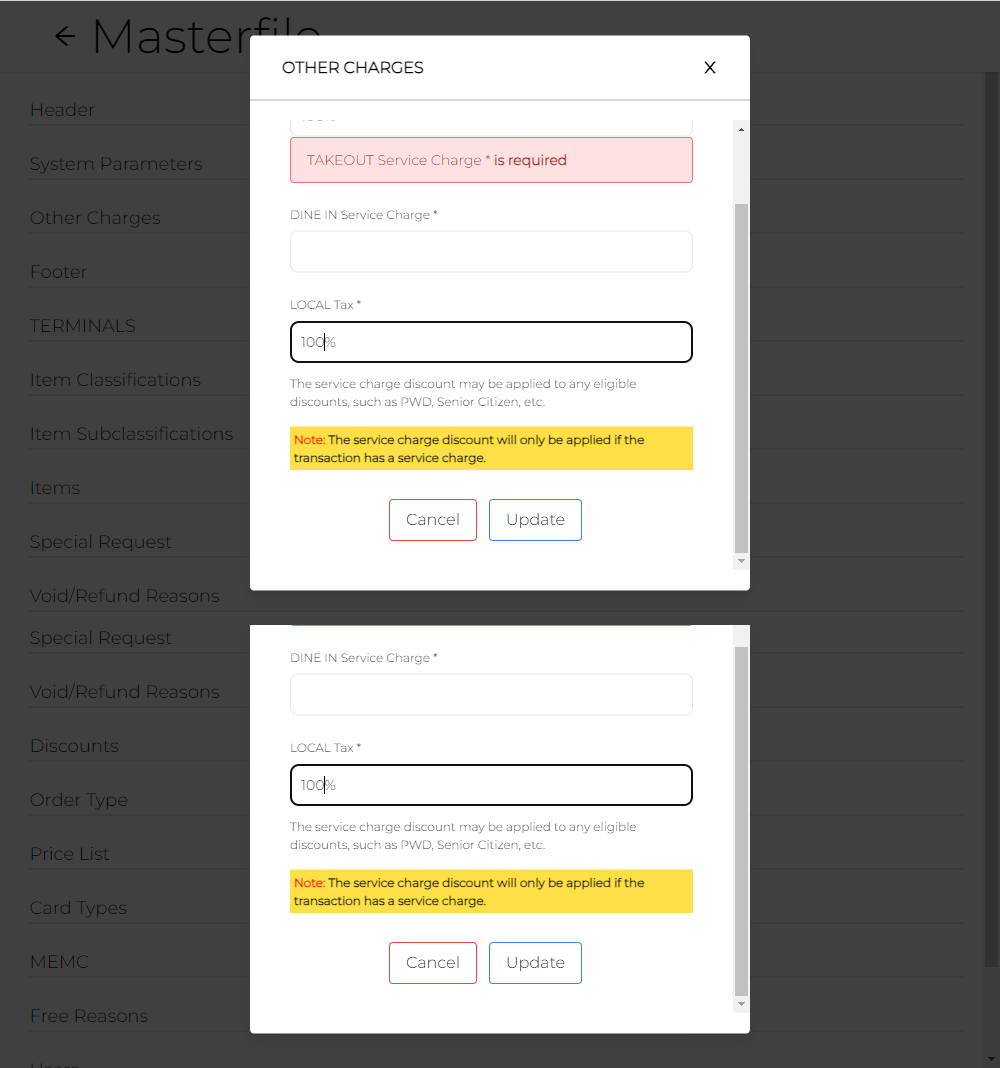 ← Masterfile
OTHER CHARGES
X
Header
System Parameters
Other Charges
Footer
TERMINALS
Item Classifications
Item Subclassifications
Items
Special Request
Void/Refund Reasons
Special Request
Void/Refund Reasons
Discounts
Order Type
Price List
Card Types
MEMC
Free Reasons
TAKEOUT Service Charge * is required
DINE IN Service Charge *
LOCAL Tax *
100%
The service charge discount may be applied to any eligible
discounts, such as PWD, Senior Citizen, etc.
Note: The service charge discount will only be applied if the
transaction has a service charge.
Cancel
Update
DINE IN Service Charge *
LOCAL Tax *
100%
The service charge discount may be applied to any eligible
discounts, such as PWD, Senior Citizen, etc.
Note: The service charge discount will only be applied if the
transaction has a service charge.
Cancel
Update